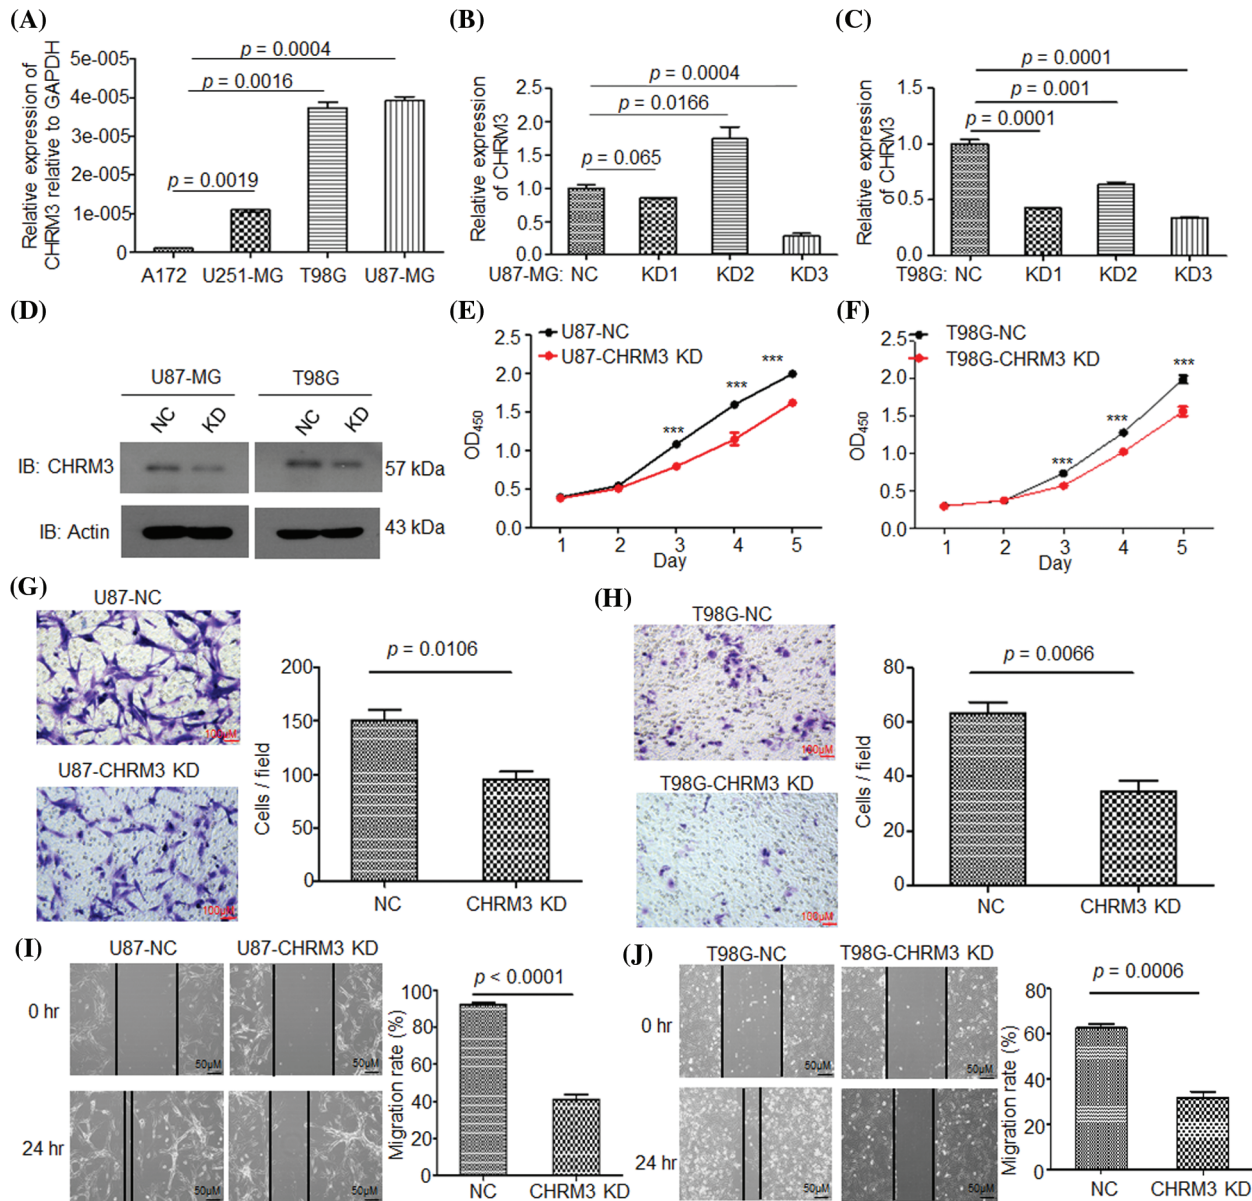 (A)
Relative expression of
CHRM3 relative to GAPDH
5e-005
4e-005
3e-005
2e-005
1e-005
0
p = 0.0004
p = 0.0016
p = 0.0019
A172 U251-MG T98G U87-MG
(B)
Relative expression
of CHRM3
2.5
2.0
1.5
1.0
0.5
0.0
p = 0.0004
p = 0.0166
p = 0.065
U87-MG: NC KD1 KD2 KD3
(C)
Relative expression
of CHRM3
1.5
1.0
0.5
0.0
p = 0.0001
p = 0.001
p = 0.0001
T98G: NC KD1 KD2 KD3
(D)
U87-MG T98G
NC KD NC KD
IB: CHRM3 57 kDa
IB: Actin 43 kDa
(E)
U87-NC
U87-CHRM3 KD
OD450
2.5
2.0
1.5
1.0
0.5
0.0
*** *** ***
1 2 3 4 5
Day
(F)
T98G-NC
T98G-CHRM3 KD
OD450
2.5
2.0
1.5
1.0
0.5
0.0
*** *** ***
1 2 3 4 5
Day
(G)
U87-NC
100µM
U87-CHRM3 KD
100µM
Cells / field
200
150
100
50
0
p = 0.0106
NC CHRM3 KD
(H)
T98G-NC
100µM
T98G-CHRM3 KD
100µM
Cells / field
80
60
40
20
0
p = 0.0066
NC CHRM3 KD
(I)
U87-NC U87-CHRM3 KD
0 hr
50µM 50µM
24 hr
50µM 50µM
Migration rate (%)
100
80
60
40
20
0
p < 0.0001
NC CHRM3 KD
(J)
T98G-NC T98G-CHRM3 KD
0 hr
50µM 50µM
24 hr
50µM 50µM
Migration rate (%)
80
60
40
20
0
p = 0.0006
NC CHRM3 KD